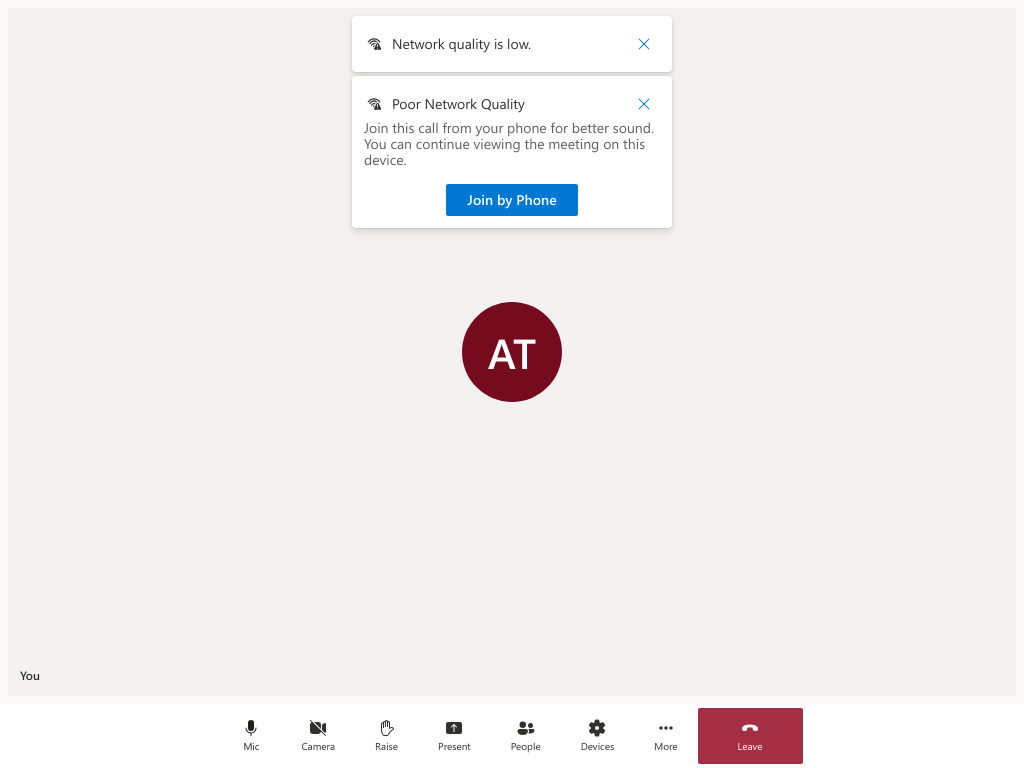 Network quality is low.
Poor Network Quality
Join this call from your phone for better sound.
You can continue viewing the meeting on this
device.
Join by Phone
AT
You
Mic
Camera
Raise
Present
People
Devices
More
Leave